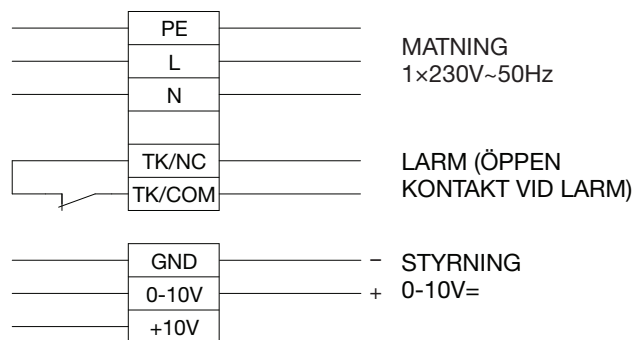 PE
L
N
MATNING
1×230V~50Hz
TK/NC
TK/COM
LARM (ÖPPEN
KONTAKT VID LARM)
GND
0-10V
+10V
−
+
STYRNING
0-10V=